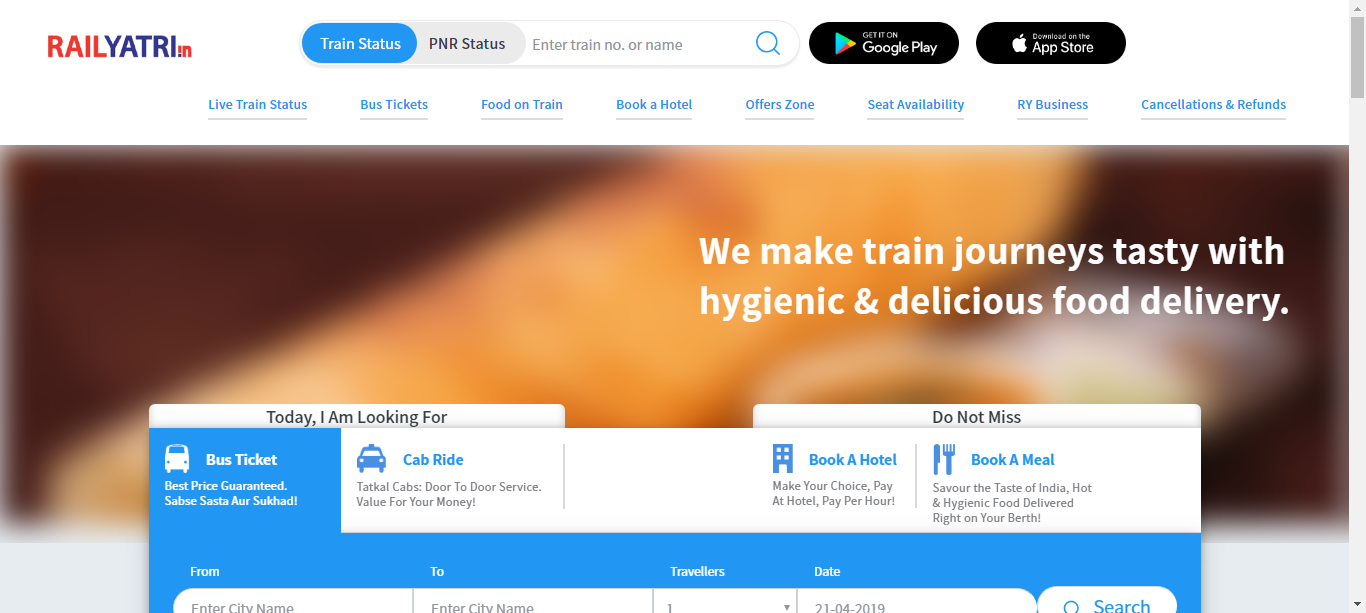 RAILYATRI.in
Train Status PNR Status Enter train no. or name
GET IT ON
Google Play
Download on the
App Store
Live Train Status Bus Tickets Food on Train Book a Hotel Offers Zone Seat Availability RY Business Cancellations & Refunds
We make train journeys tasty with
hygienic & delicious food delivery.
Today, I Am Looking For
Do Not Miss
Bus Ticket
Best Price Guaranteed.
Sabse Sasta Aur Sukhad!
Cab Ride
Tatkal Cabs: Door To Door Service.
Value For Your Money!
Book A Hotel
Make Your Choice, Pay
At Hotel, Pay Per Hour!
Book A Meal
Savour the Taste of India, Hot
& Hygienic Food Delivered
Right on Your Berth!
From To Travellers Date
Enter City Name Enter City Name 1 21-04-2019 Search